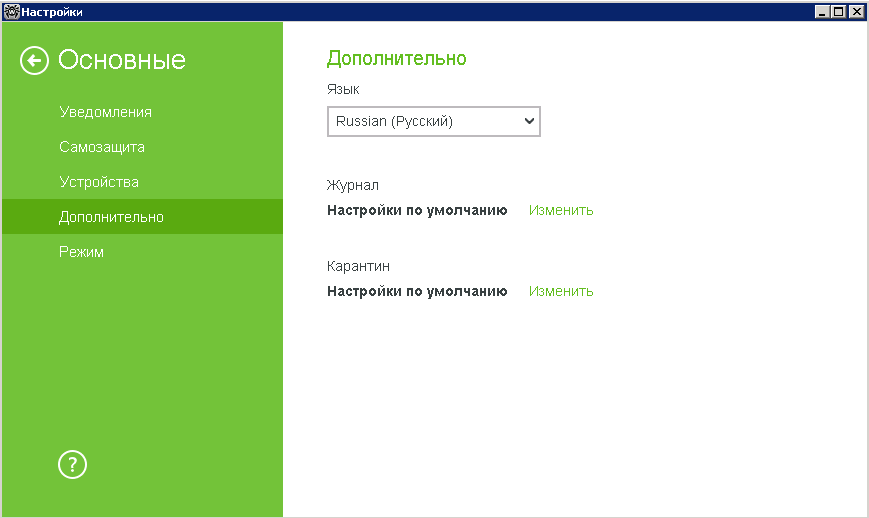 Настройки
Основные
Уведомления
Самозащита
Устройства
Дополнительно
Режим
?
Дополнительно
Язык
Russian (Русский)
Журнал
Настройки по умолчанию Изменить
Карантин
Настройки по умолчанию Изменить